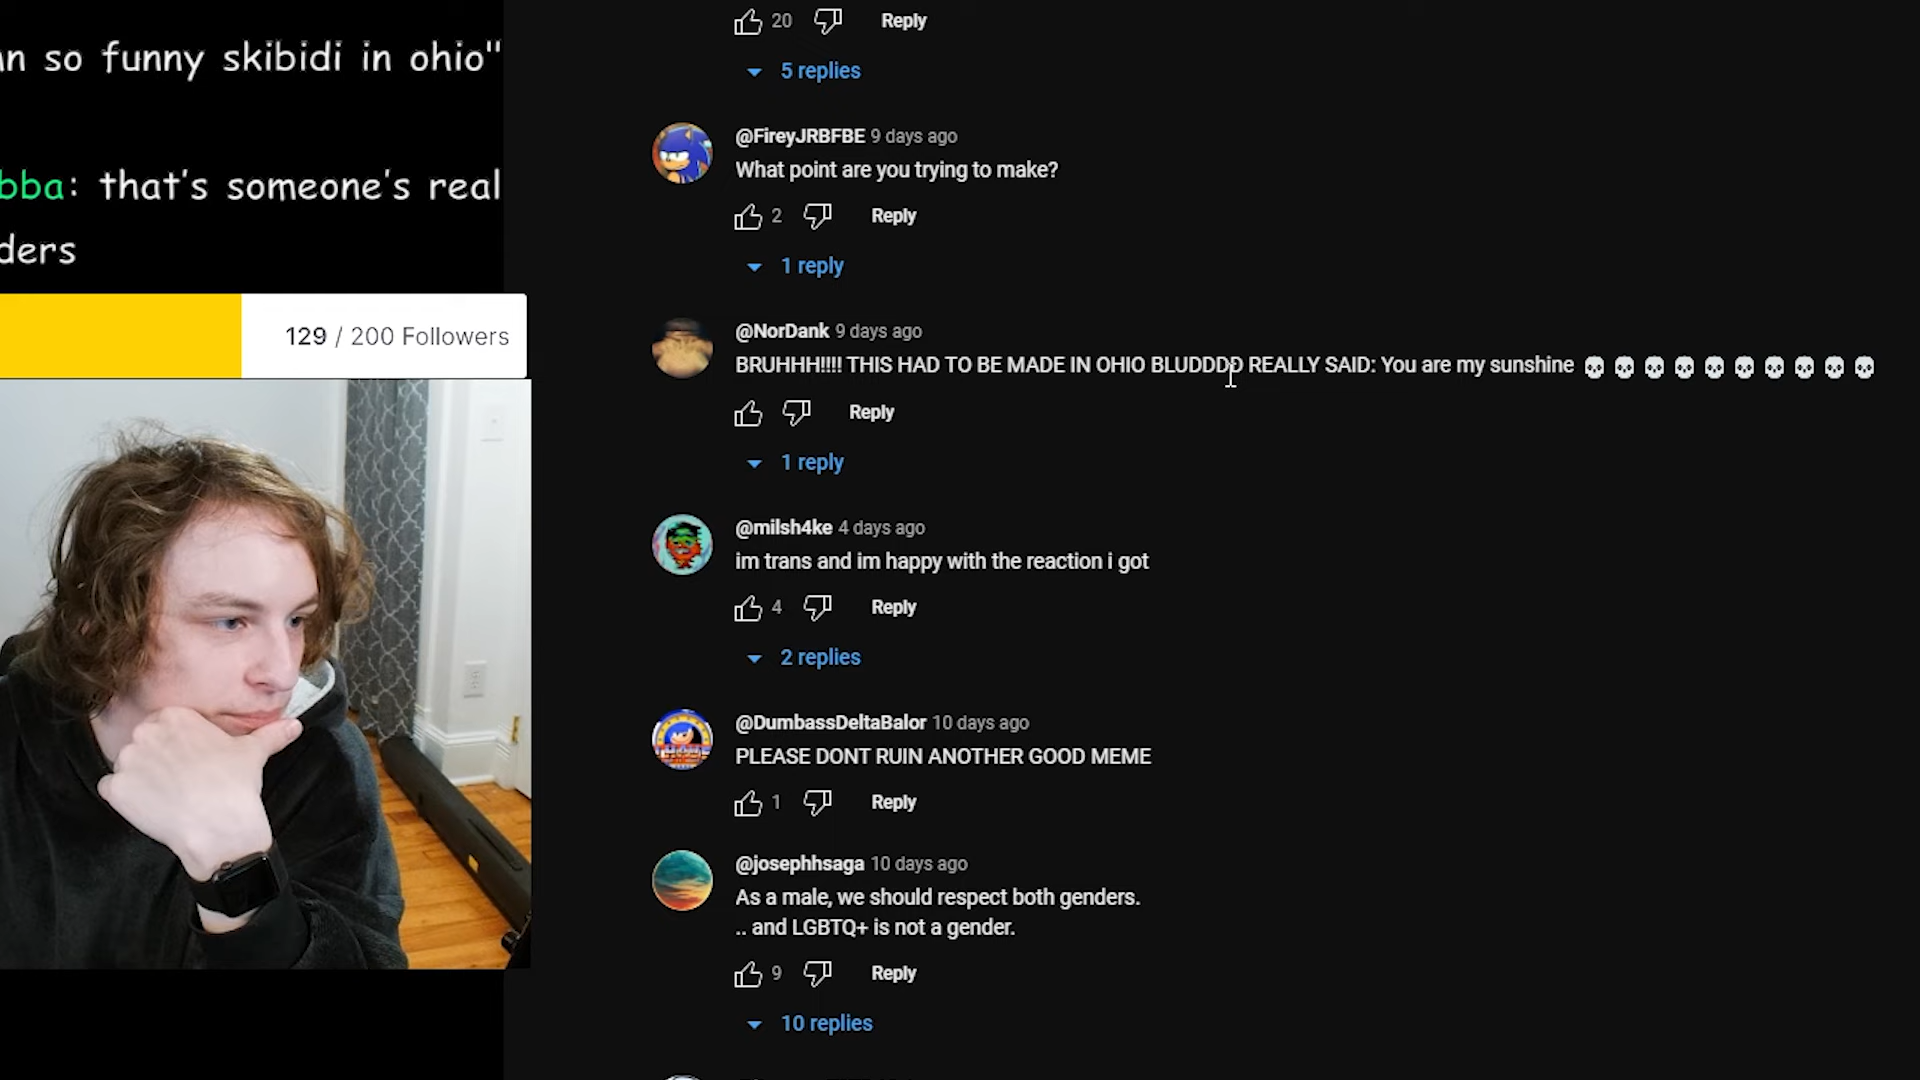 so funny skibidi in ohio"
bba: that's someone's real
ders
129 / 200 Followers
20 Reply
5 replies
@FireyJRBFBE 9 days ago
What point are you trying to make?
2 Reply
1 reply
@NorDank 9 days ago
BRUHHH!!!! THIS HAD TO BE MADE IN OHIO BLUDDDD REALLY SAID: You are my sunshine 💀💀💀💀💀💀💀💀💀💀
Reply
1 reply
@milsh4ke 4 days ago
im trans and im happy with the reaction i got
4 Reply
2 replies
@DumbassDeltaBalor 10 days ago
PLEASE DONT RUIN ANOTHER GOOD MEME
1 Reply
@josephhsaga 10 days ago
As a male, we should respect both genders.
.. and LGBTQ+ is not a gender.
9 Reply
10 replies